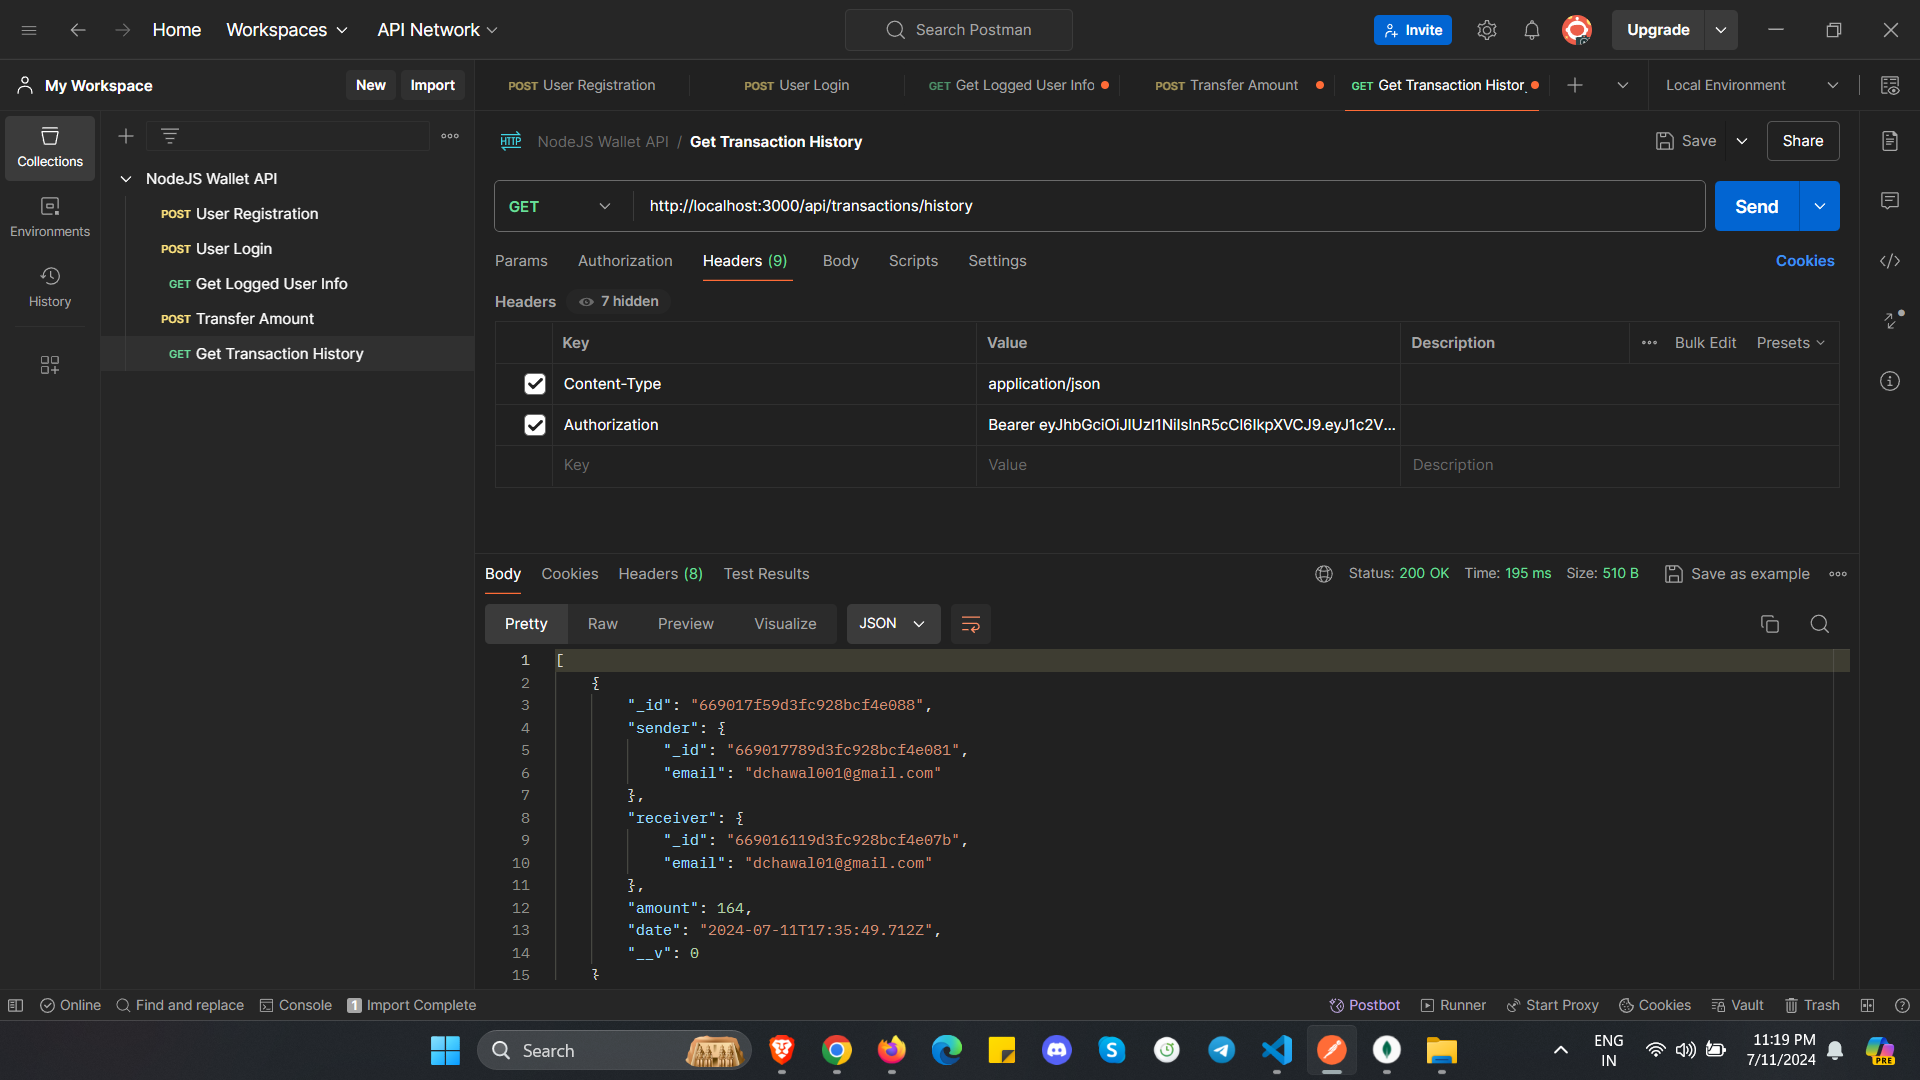 Home Workspaces API Network Search Postman Invite Upgrade
My Workspace New Import POST User Registration POST User Login GET Get Logged User Info POST Transfer Amount GET Get Transaction Histor Local Environment
Collections
NodeJS Wallet API / Get Transaction History Save Share
NodeJS Wallet API
POST User Registration
POST User Login
GET Get Logged User Info
POST Transfer Amount
GET Get Transaction History
Environments
History
GET http://localhost:3000/api/transactions/history Send
Params Authorization Headers (9) Body Scripts Settings Cookies
Headers 7 hidden
Key Value Description Bulk Edit Presets
Content-Type application/json
Authorization Bearer eyJhbGciOiJIUzI1NiIsInR5cCI6IkpXVCJ9.eyJ1c2V...
Key Value Description
Body Cookies Headers (8) Test Results Status: 200 OK Time: 195 ms Size: 510 B Save as example
Pretty Raw Preview Visualize JSON
1 [
2 {
3 "_id": "669017f59d3fc928bcf4e088",
4 "sender": {
5 "_id": "669017789d3fc928bcf4e081",
6 "email": "dchawal001@gmail.com"
7 },
8 "receiver": {
9 "_id": "669016119d3fc928bcf4e07b",
10 "email": "dchawal01@gmail.com"
11 },
12 "amount": 164,
13 "date": "2024-07-11T17:35:49.712Z",
14 "__v": 0
15 }
Online Find and replace Console 1 Import Complete Postbot Runner Start Proxy Cookies Vault Trash
Search ENG IN 11:19 PM 7/11/2024 PRE